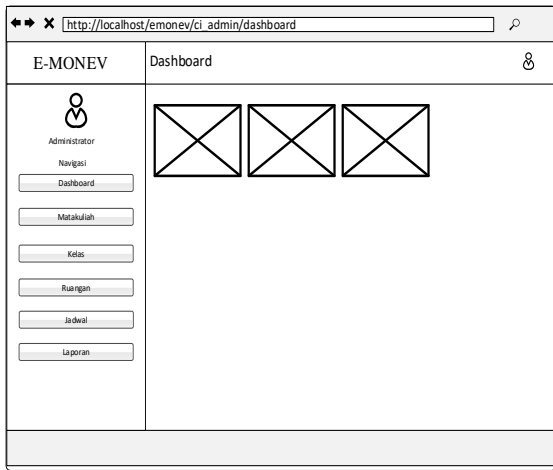 http://localhost/emonev/ci_admin/dashboard
E-MONEV
Dashboard
Administrator
Navigasi
Dashboard
Matakuliah
Kelas
Ruangan
Jadwal
Laporan